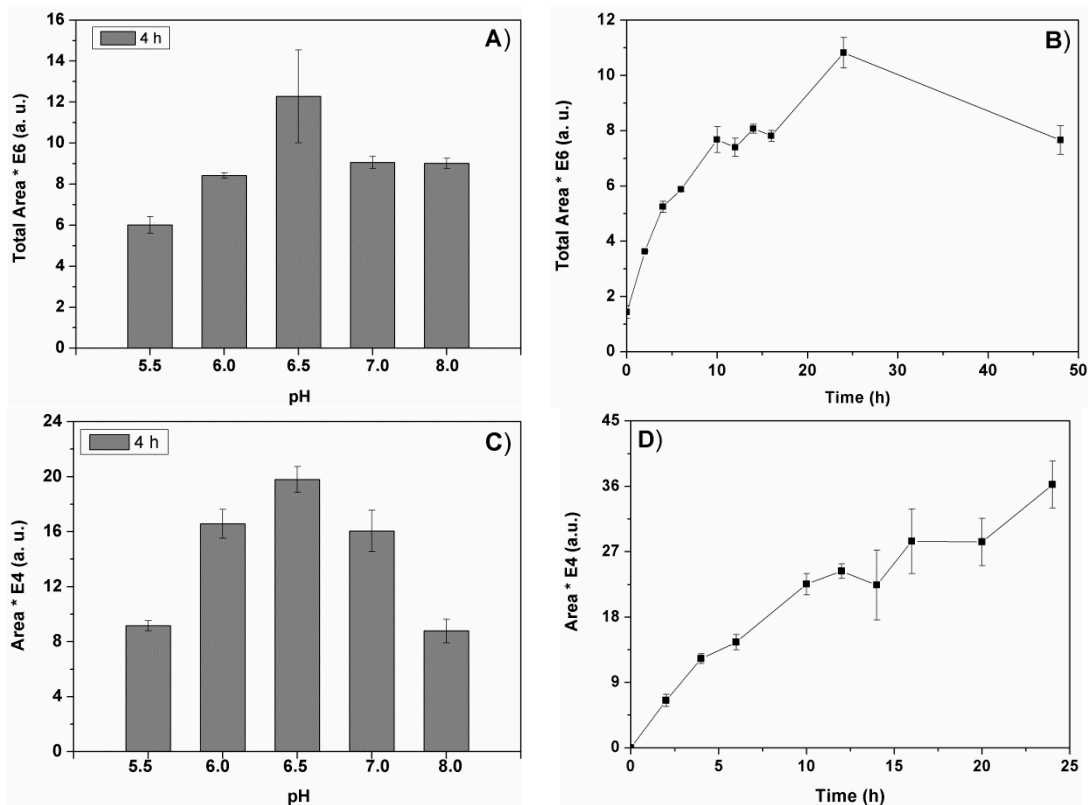 A)
4 h
Total Area * E6 (a. u.)
16
14
12
10
8
6
4
2
0
5.5 6.0 6.5 7.0 8.0
pH
B)
Total Area * E6 (a. u.)
12
10
8
6
4
2
0
0 10 20 30 40 50
Time (h)
C)
4 h
Area * E4 (a. u.)
24
20
16
12
8
4
0
5.5 6.0 6.5 7.0 8.0
pH
D)
Area * E4 (a.u.)
45
36
27
18
9
0
0 5 10 15 20 25
Time (h)